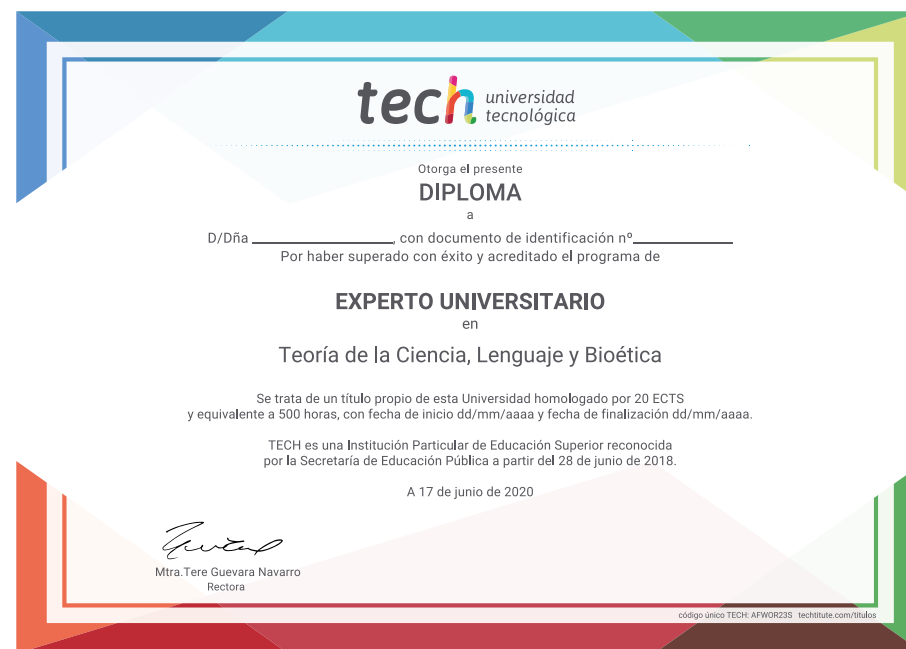 tech universidad
tecnológica
Otorga el presente
DIPLOMA
a
D/Dña ____________________, con documento de identificación nº______________
Por haber superado con éxito y acreditado el programa de
EXPERTO UNIVERSITARIO
en
Teoría de la Ciencia, Lenguaje y Bioética
Se trata de un título propio de esta Universidad homologado por 20 ECTS
y equivalente a 500 horas, con fecha de inicio dd/mm/aaaa y fecha de finalización dd/mm/aaaa.
TECH es una Institución Particular de Educación Superior reconocida
por la Secretaría de Educación Pública a partir del 28 de junio de 2018.
A 17 de junio de 2020
Mtra.Tere Guevara Navarro
Rectora
código único TECH: AFWOR23S techtitute.com/titulos